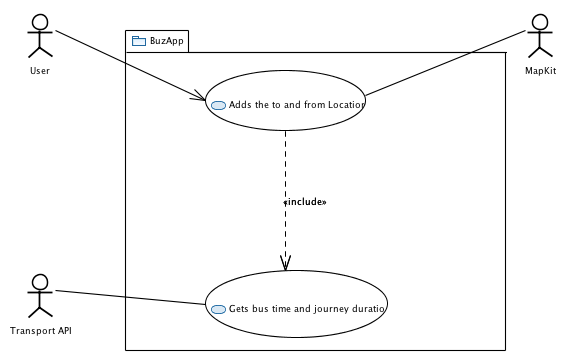 BuzApp
User
MapKit
Adds the to and from Location
«include»
Gets bus time and journey duratio
Transport API